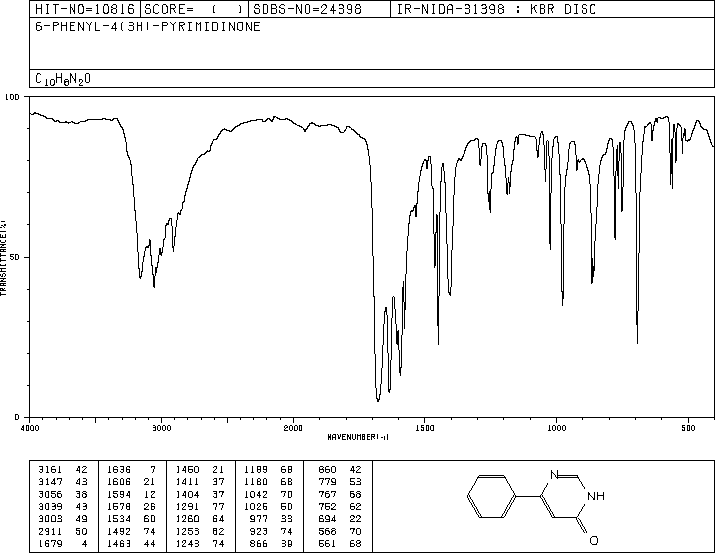 HIT-NO=10816 SCORE= ( ) SDBS-NO=24398 IR-NIDA-31398 : KBR DISC
6-PHENYL-4(3H)-PYRIMIDINONE
C10H8N2O
100
50
0
TRANSMITTANCE(%)
4000 3000 2000 1500 1000 500
WAVENUMBER(-1)
3161 42 1636 7 1450 21 1189 68 860 42
3147 43 1606 21 1411 37 1180 68 779 53
3056 38 1594 12 1404 37 1042 70 767 68
3039 43 1578 26 1291 77 1026 50 752 62
3003 49 1534 60 1260 64 977 33 694 22
2911 50 1492 74 1253 62 923 74 568 70
1679 4 1463 44 1243 74 866 39 561 68
N
NH
O